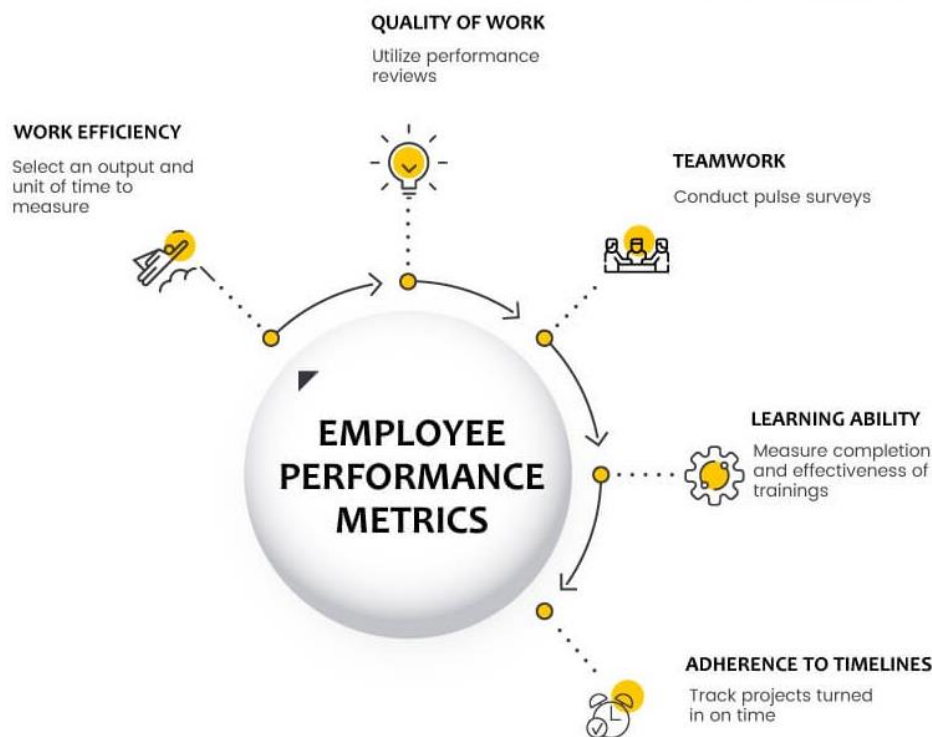 QUALITY OF WORK
Utilize performance
reviews
WORK EFFICIENCY
Select an output and
unit of time to
measure
TEAMWORK
Conduct pulse surveys
EMPLOYEE
PERFORMANCE
METRICS
LEARNING ABILITY
Measure completion
and effectiveness of
trainings
ADHERENCE TO TIMELINES
Track projects turned
in on time